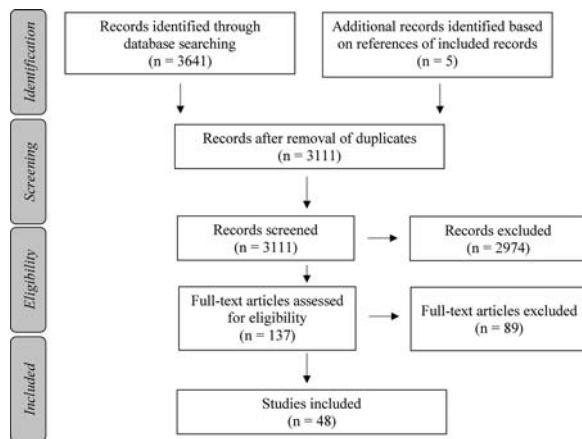 Identification
Records identified through
database searching
(n = 3641)
Additional records identified based
on references of included records
(n = 5)
Screening
Records after removal of duplicates
(n = 3111)
Records screened
(n = 3111)
Records excluded
(n = 2974)
Eligibility
Full-text articles assessed
for eligibility
(n = 137)
Full-text articles excluded
(n = 89)
Included
Studies included
(n = 48)